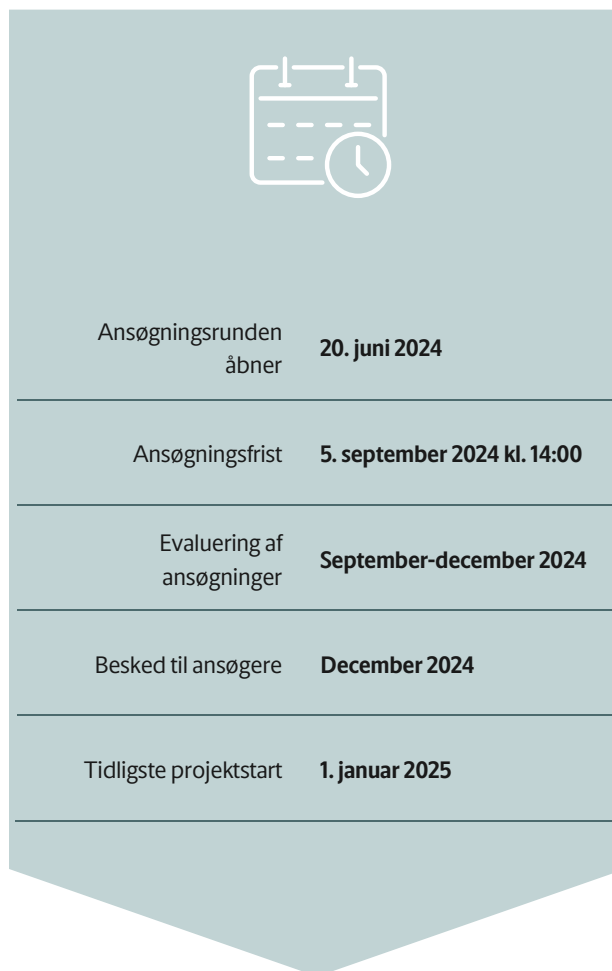 Ansøgningsrunden
åbner
20. juni 2024
Ansøgningsfrist
5. september 2024 kl. 14:00
Evaluering af
ansøgninger
September-december 2024
Besked til ansøgere
December 2024
Tidligste projektstart
1. januar 2025